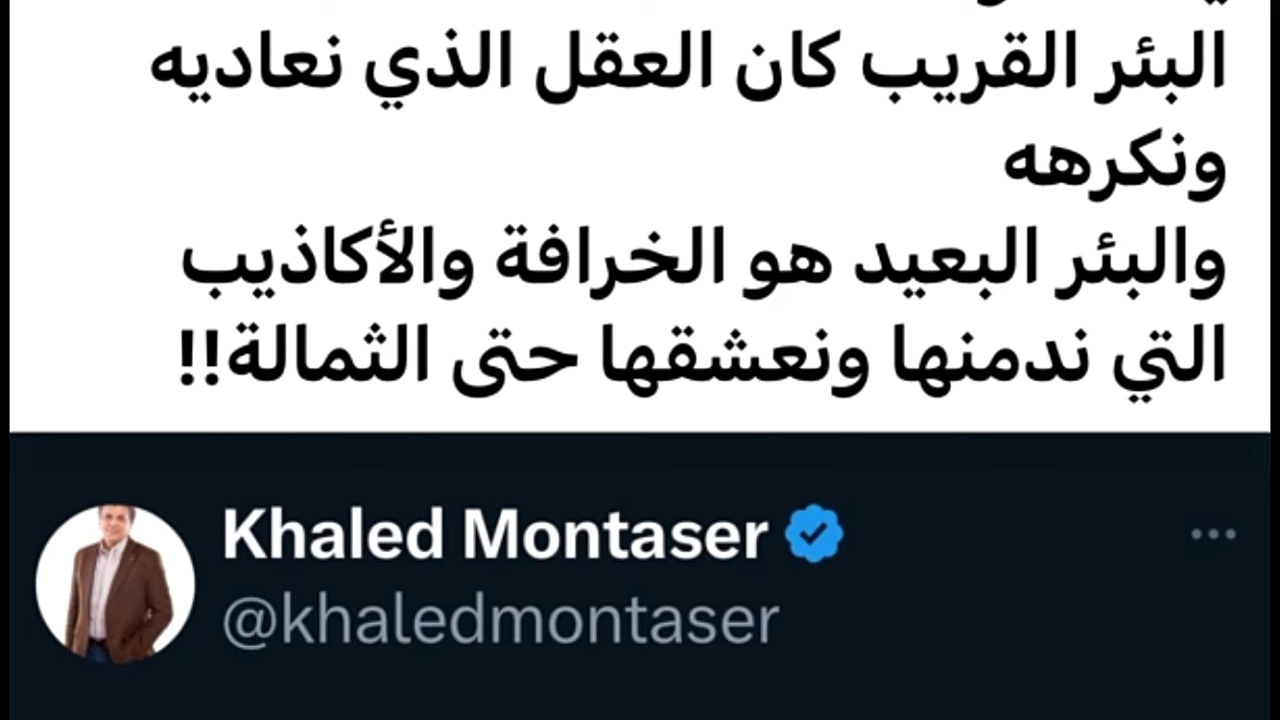 البئر القريب كان العقل الذي نعاديه
ونكرهه
والبئر البعيد هو الخرافة والأكاذيب
التي ندمنها ونعشقها حتى الثمالة!!
Khaled Montaser
@khaledmontaser